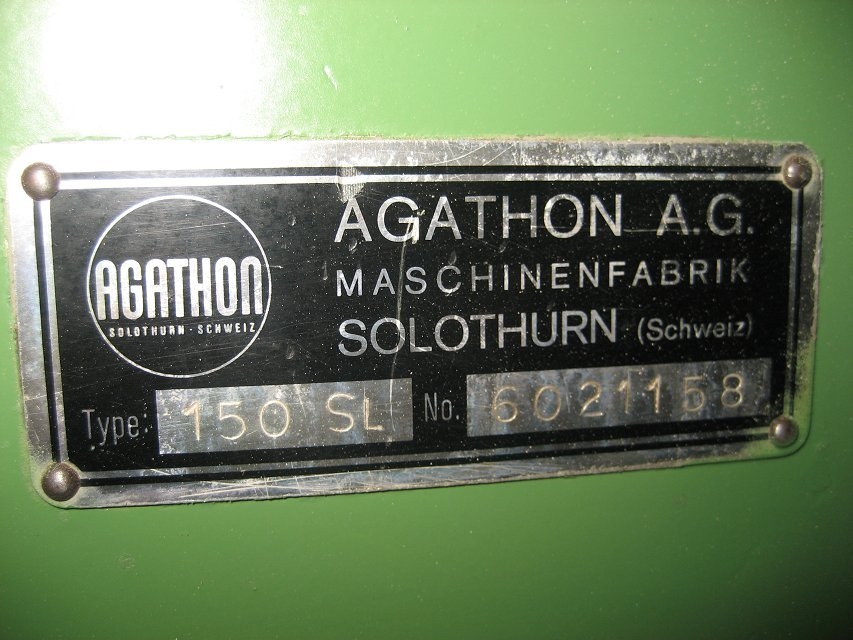 AGATHON
SOLOTHURN - SCHWEIZ
AGATHON A.G.
MASCHINENFABRIK
SOLOTHURN (Schweiz)
Type: 150 SL No. 6021158